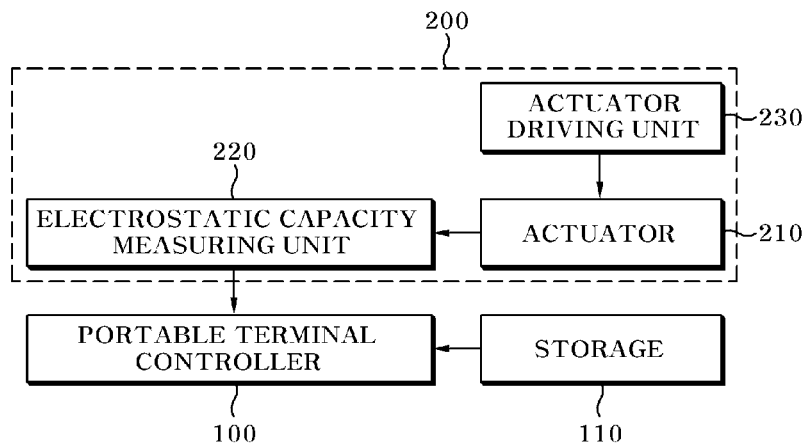 200
ACTUATOR
DRIVING UNIT
230
220
ELECTROSTATIC CAPACITY
MEASURING UNIT
ACTUATOR
210
PORTABLE TERMINAL
CONTROLLER
STORAGE
100
110